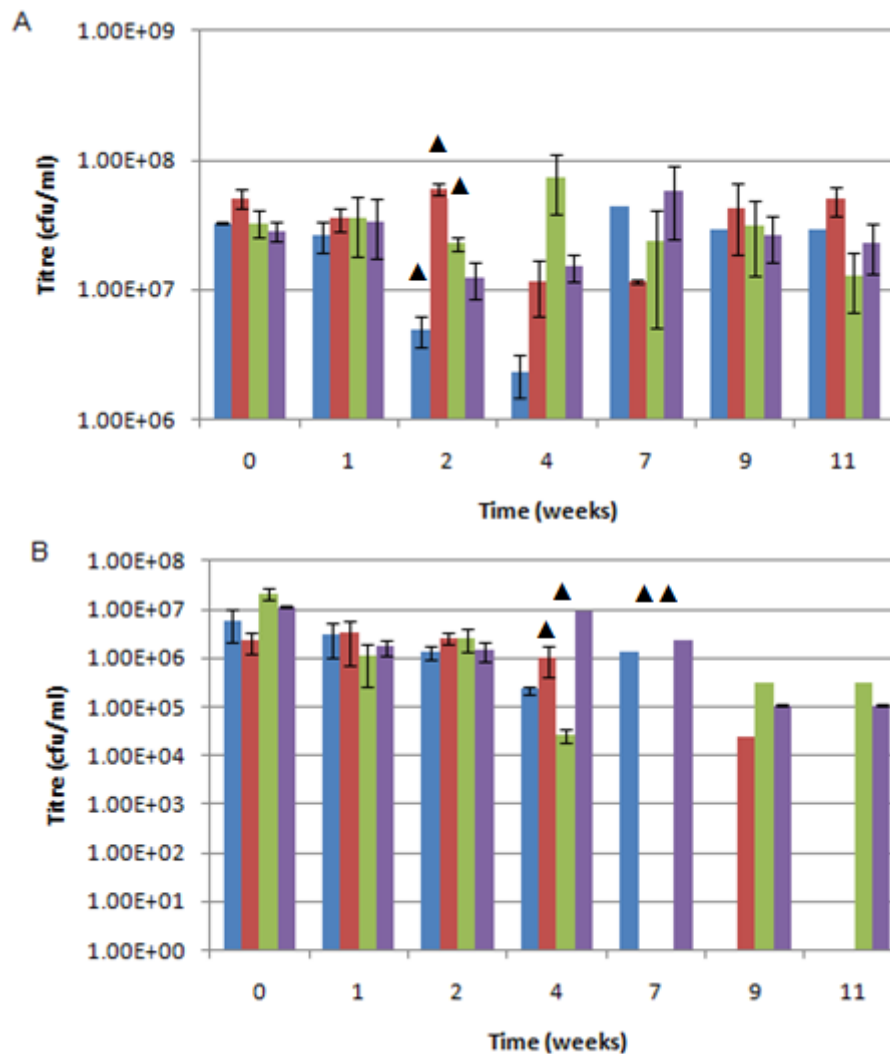 A
1.00E+09
1.00E+08
1.00E+07
1.00E+06
Titre (cfu/ml)
0 1 2 4 7 9 11
Time (weeks)
B
1.00E+08
1.00E+07
1.00E+06
1.00E+05
1.00E+04
1.00E+03
1.00E+02
1.00E+01
1.00E+00
Titre (cfu/ml)
0 1 2 4 7 9 11
Time (weeks)